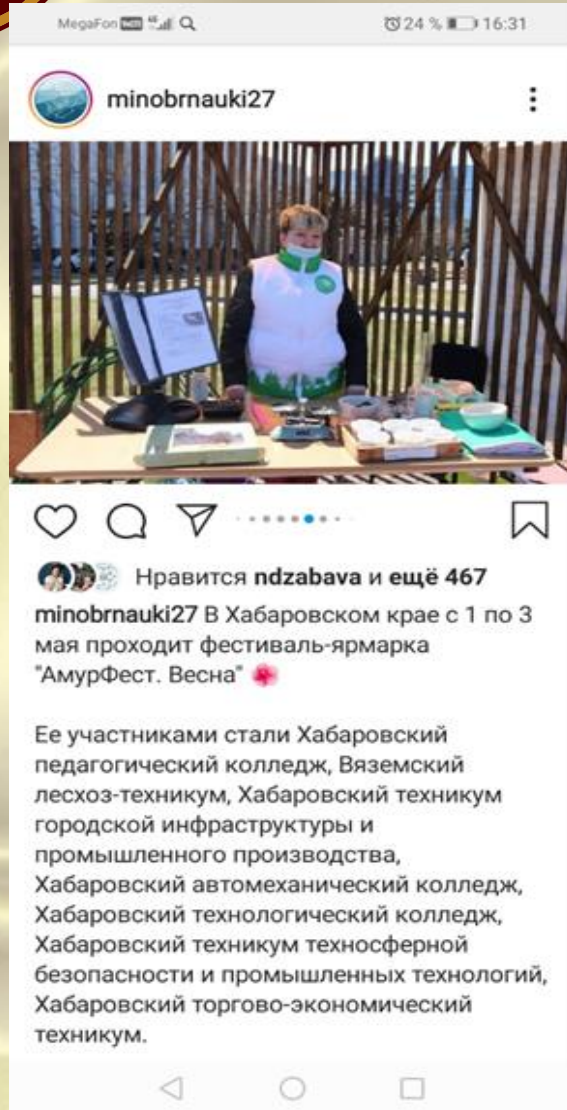 MegaFon 24 % 16:31
minobrnauki27
Нравится ndzabava и ещё 467
minobrnauki27 В Хабаровском крае с 1 по 3
мая проходит фестиваль-ярмарка
"АмурФест. Весна"
Ее участниками стали Хабаровский
педагогический колледж, Вяземский
лесхоз-техникум, Хабаровский техникум
городской инфраструктуры и
промышленного производства,
Хабаровский автомеханический колледж,
Хабаровский технологический колледж,
Хабаровский техникум техносферной
безопасности и промышленных технологий,
Хабаровский торгово-экономический
техникум.